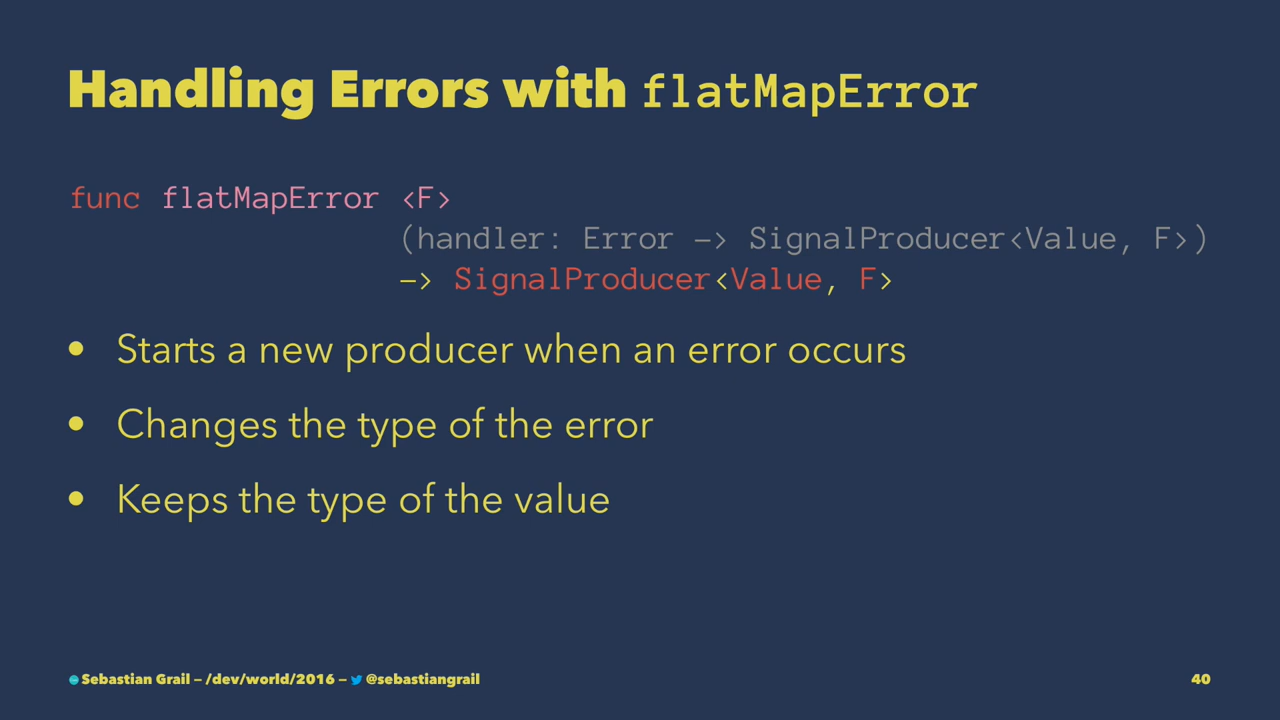 Handling Errors with flatMapError
func flatMapError <F>
(handler: Error —> SignalProducer<Value, F>)
—> SignalProducer<Value, F>
• Starts a new producer when an error occurs
• Changes the type of the error
• Keeps the type of the value
Sebastian Grail — /dev/world/2016 — @sebastiangrail
40